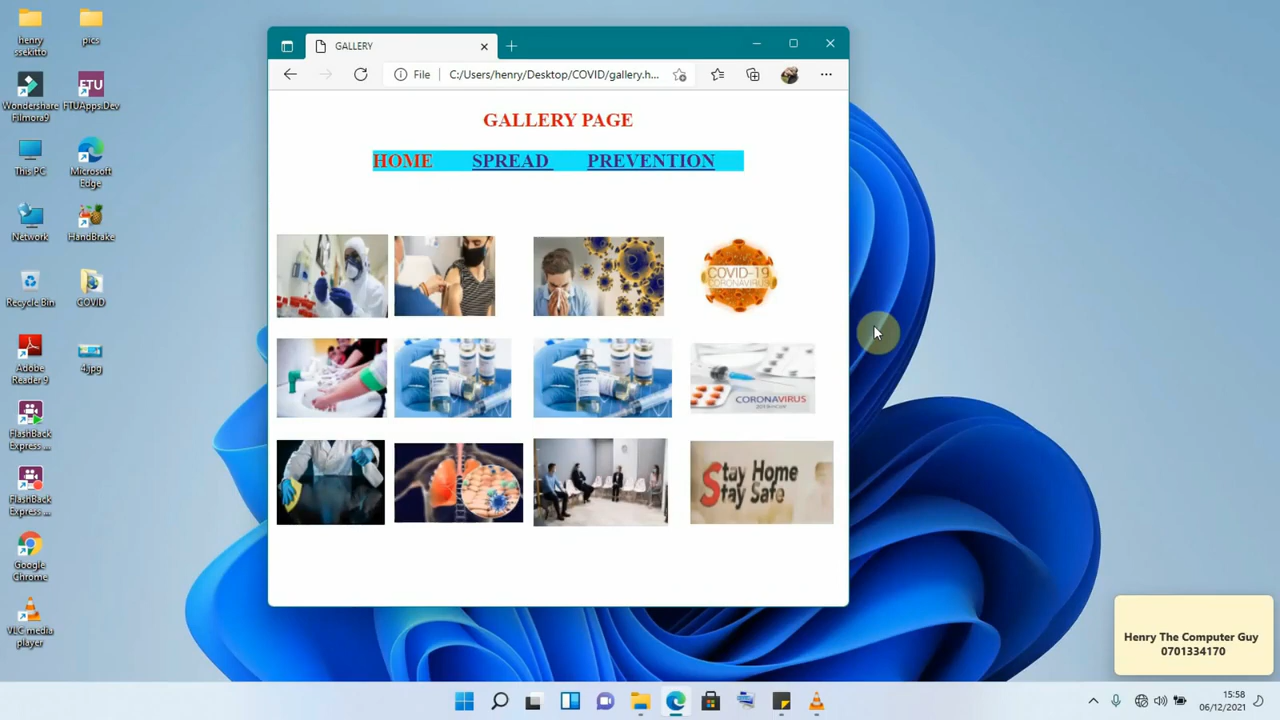 henry
ssekitto
pics
Wondershare
Filmora9
FTU
FTUApps.Dev
This PC
Microsoft
Edge
Network
HandBrake
Recycle Bin
COVID
Adobe
Reader 9
4.jpg
FlashBack
Express ...
FlashBack
Express ...
Google
Chrome
VLC media
player
GALLERY
File
C:/Users/henry/Desktop/COVID/gallery.h...
GALLERY PAGE
HOME SPREAD PREVENTION
COVID-19
CORONAVIRUS
CORONAVIRUS
Stay Home
Stay Safe
Henry The Computer Guy
0701334170
15:58
06/12/2021